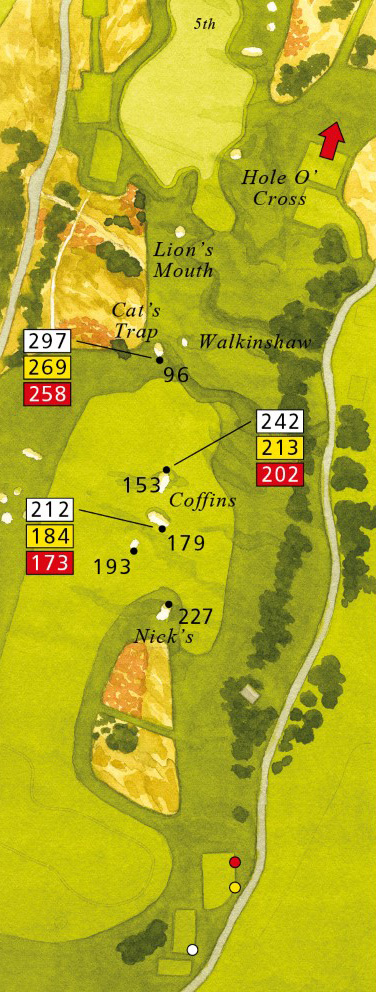 5th
Hole O'
Cross
Lion's
Mouth
Cat's
Trap
Walkinshaw
297
269
258
96
242
213
202
153
Coffins
212
184
173
179
193
227
Nick's